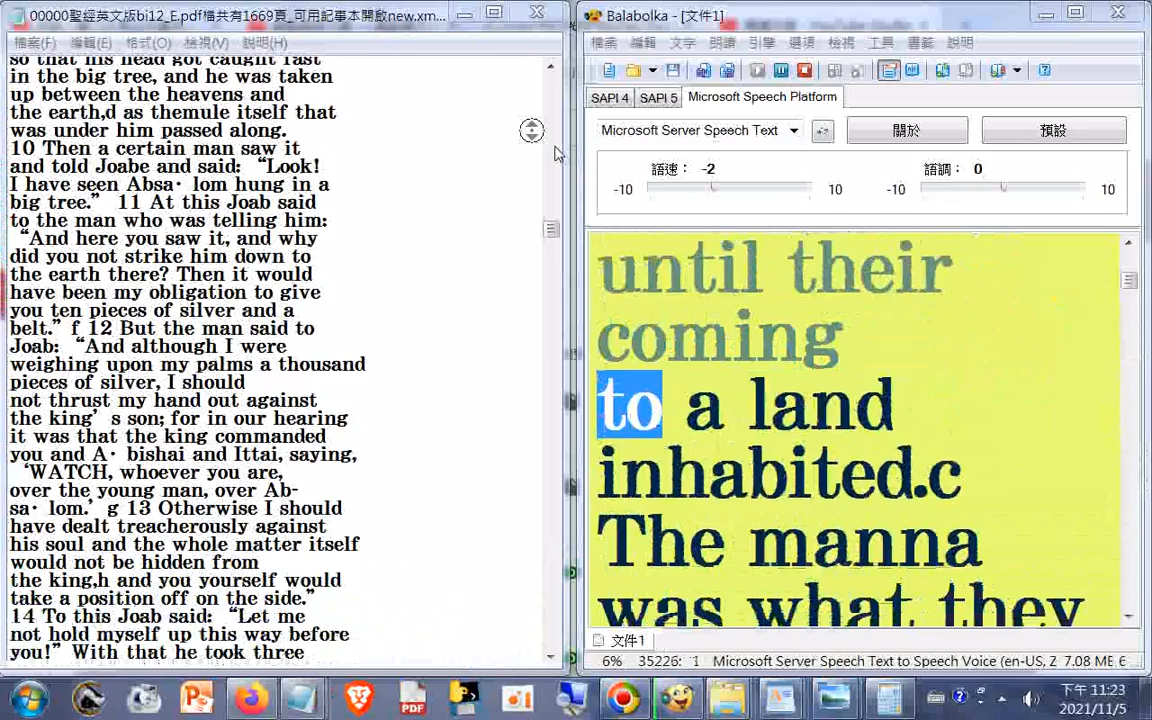 00000聖經英文版bi12_E.pdf檔共有1669頁_可用記事本開啟new.xm...
檔案(F) 編輯(E) 格式(O) 檢視(V) 說明(H)
so that his head got caught fast
in the big tree, and he was taken
up between the heavens and
the earth,d as themule itself that
was under him passed along.
10 Then a certain man saw it
and told Joabe and said: “Look!
I have seen Absa· lom hung in a
big tree.” 11 At this Joab said
to the man who was telling him:
“And here you saw it, and why
did you not strike him down to
the earth there? Then it would
have been my obligation to give
you ten pieces of silver and a
belt.” f 12 But the man said to
Joab: “And although I were
weighing upon my palms a thousand
pieces of silver, I should
not thrust my hand out against
the king’ s son; for in our hearing
it was that the king commanded
you and A· bishai and Ittai, saying,
‘WATCH, whoever you are,
over the young man, over Ab-
sa· lom.’ g 13 Otherwise I should
have dealt treacherously against
his soul and the whole matter itself
would not be hidden from
the king,h and you yourself would
take a position off on the side.”
14 To this Joab said: “Let me
not hold myself up this way before
you!” With that he took three
Balabolka - [文件1]
檔案 編輯 文字 朗讀 引擎 選項 檢視 工具 書籤 說明
SAPI 4 SAPI 5 Microsoft Speech Platform
Microsoft Server Speech Text 關於 預設
語速： -2 語調： 0
-10 10 -10 10
until their
coming
to a land
inhabited.c
The manna
was what they
文件1
6% 35226: 1 Microsoft Server Speech Text to Speech Voice (en-US, Z 7.08 MB 6
PDF
下午 11:23
2021/11/5